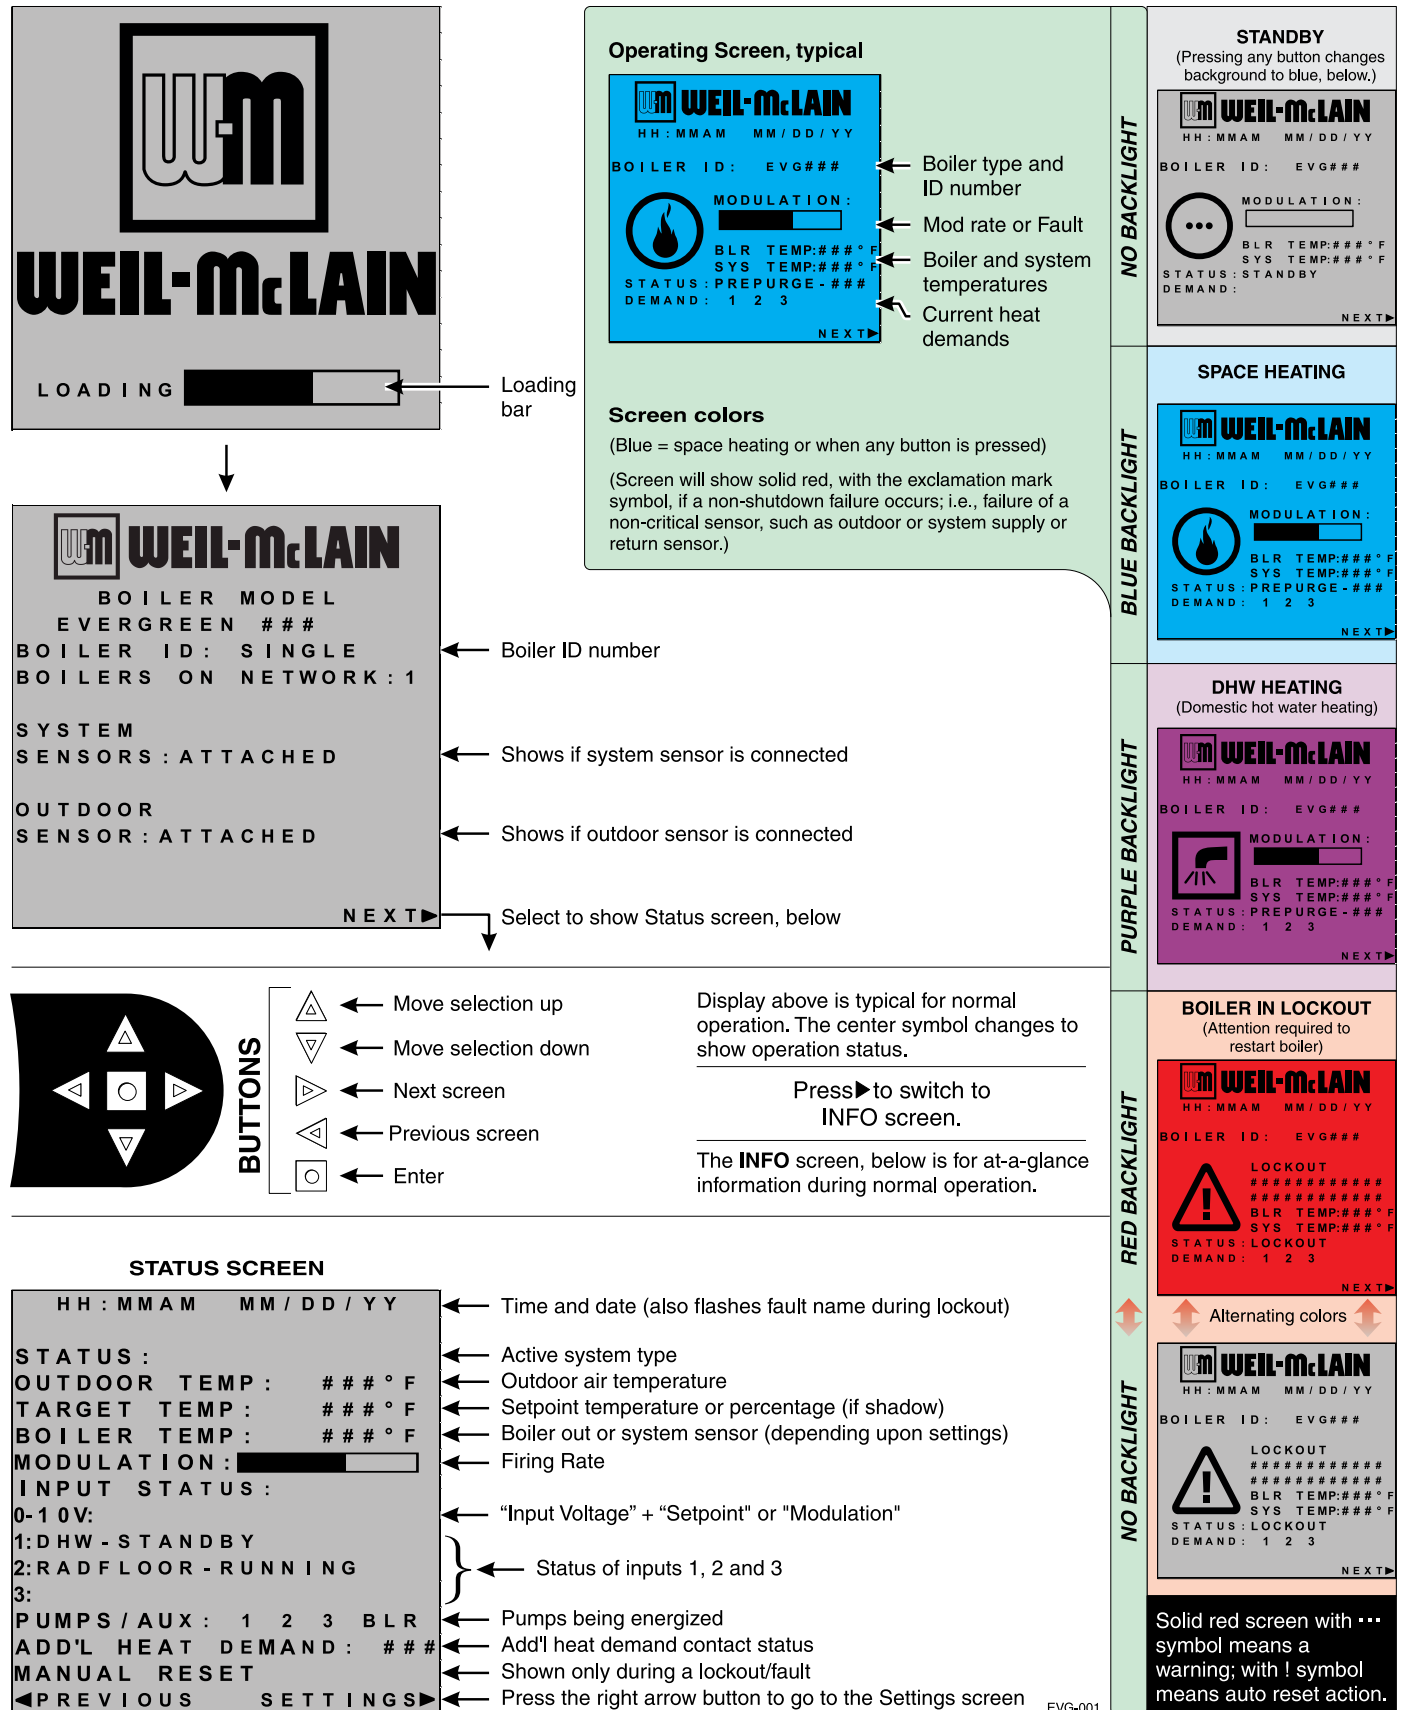 WM
WEIL-McLAIN
LOADING
Loading
bar
WM WEIL-McLAIN
BOILER MODEL
EVERGREEN ###
BOILER ID: SINGLE
BOILERS ON NETWORK:1
SYSTEM
SENSORS:ATTACHED
OUTDOOR
SENSOR:ATTACHED
NEXT▶
Boiler ID number
Shows if system sensor is connected
Shows if outdoor sensor is connected
Select to show Status screen, below
Operating Screen, typical
WM WEIL-McLAIN
HH:MMAM MM/DD/YY
BOILER ID: EVG###
MODULATION:
BLR TEMP:###°F
SYS TEMP:###°F
STATUS:PREPURGE-###
DEMAND: 1 2 3
NEXT▶
Boiler type and
ID number
Mod rate or Fault
Boiler and system
temperatures
Current heat
demands
Screen colors
(Blue = space heating or when any button is pressed)
(Screen will show solid red, with the exclamation mark
symbol, if a non-shutdown failure occurs; i.e., failure of a
non-critical sensor, such as outdoor or system supply or
return sensor.)
BUTTONS
Move selection up
Move selection down
Next screen
Previous screen
Enter
Display above is typical for normal
operation. The center symbol changes to
show operation status.
Press▶to switch to
INFO screen.
The INFO screen, below is for at-a-glance
information during normal operation.
STATUS SCREEN
HH:MMAM MM/DD/YY
STATUS:
OUTDOOR TEMP: ###°F
TARGET TEMP: ###°F
BOILER TEMP: ###°F
MODULATION:
INPUT STATUS:
0-10V:
1:DHW-STANDBY
2:RADFLOOR-RUNNING
3:
PUMPS/AUX: 1 2 3 BLR
ADD'L HEAT DEMAND: ###
MANUAL RESET
◀PREVIOUS SETTINGS▶
Time and date (also flashes fault name during lockout)
Active system type
Outdoor air temperature
Setpoint temperature or percentage (if shadow)
Boiler out or system sensor (depending upon settings)
Firing Rate
“Input Voltage” + “Setpoint" or "Modulation"
Status of inputs 1, 2 and 3
Pumps being energized
Add'l heat demand contact status
Shown only during a lockout/fault
Press the right arrow button to go to the Settings screen
EVG-001
NO BACKLIGHT
STANDBY
(Pressing any button changes
background to blue, below.)
WM WEIL-McLAIN
HH:MMAM MM/DD/YY
BOILER ID: EVG###
MODULATION:
BLR TEMP:###°F
SYS TEMP:###°F
STATUS:STANDBY
DEMAND:
NEXT▶
BLUE BACKLIGHT
SPACE HEATING
WM WEIL-McLAIN
HH:MMAM MM/DD/YY
BOILER ID: EVG###
MODULATION:
BLR TEMP:###°F
SYS TEMP:###°F
STATUS:PREPURGE-###
DEMAND: 1 2 3
NEXT▶
PURPLE BACKLIGHT
DHW HEATING
(Domestic hot water heating)
WM WEIL-McLAIN
HH:MMAM MM/DD/YY
BOILER ID: EVG###
MODULATION:
BLR TEMP:###°F
SYS TEMP:###°F
STATUS:PREPURGE-###
DEMAND: 1 2 3
NEXT▶
RED BACKLIGHT
BOILER IN LOCKOUT
(Attention required to
restart boiler)
WM WEIL-McLAIN
HH:MMAM MM/DD/YY
BOILER ID: EVG###
LOCKOUT
############
############
BLR TEMP:###°F
SYS TEMP:###°F
STATUS:LOCKOUT
DEMAND: 1 2 3
NEXT▶
Alternating colors
NO BACKLIGHT
WM WEIL-McLAIN
HH:MMAM MM/DD/YY
BOILER ID: EVG###
LOCKOUT
############
############
BLR TEMP:###°F
SYS TEMP:###°F
STATUS:LOCKOUT
DEMAND: 1 2 3
NEXT▶
Solid red screen with ···
symbol means a
warning; with ! symbol
means auto reset action.